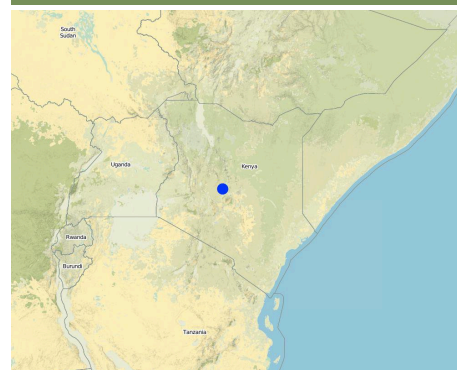 South
Sudan
Uganda
Kenya
Rwanda
Burundi
Tanzania